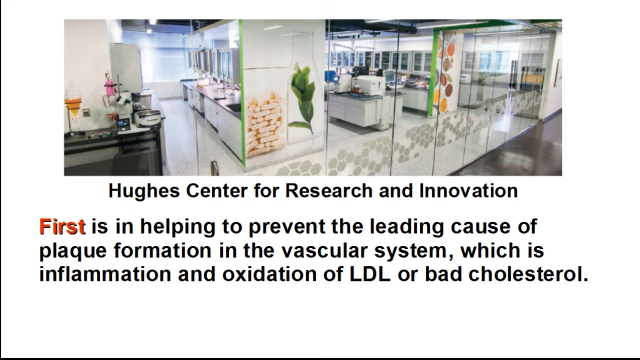 Hughes Center for Research and Innovation
First is in helping to prevent the leading cause of
plaque formation in the vascular system, which is
inflammation and oxidation of LDL or bad cholesterol.